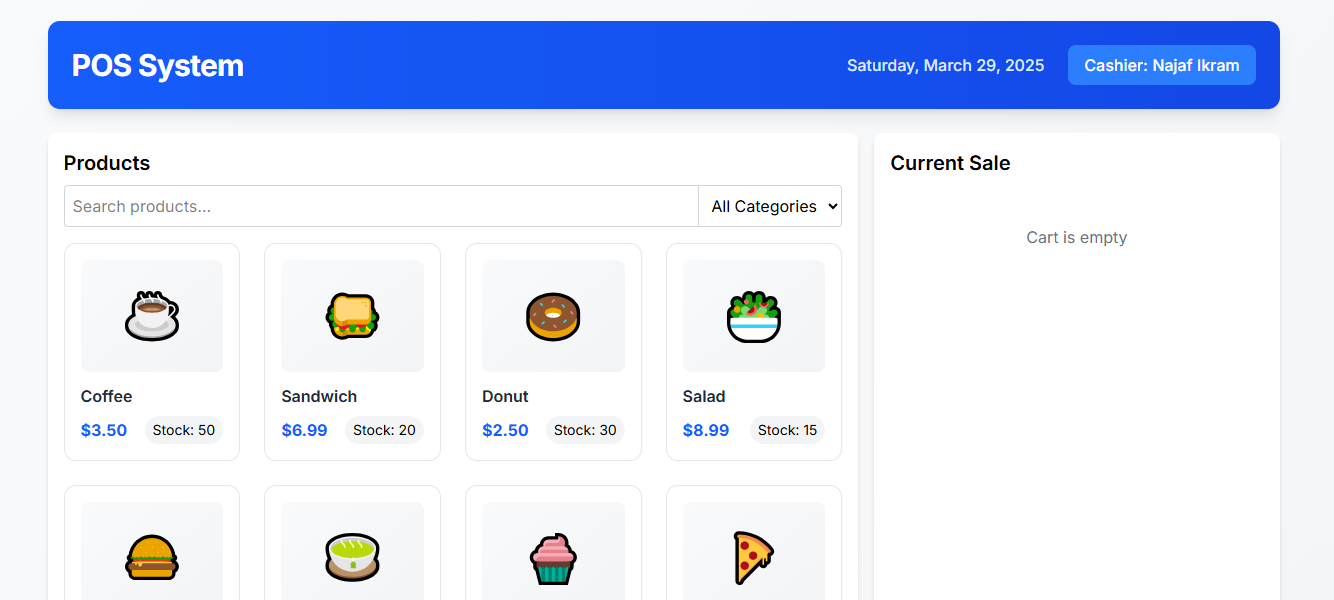 POS System
Saturday, March 29, 2025
Cashier: Najaf Ikram
Products
Search products...
All Categories
Coffee
$3.50
Stock: 50
Sandwich
$6.99
Stock: 20
Donut
$2.50
Stock: 30
Salad
$8.99
Stock: 15
Current Sale
Cart is empty